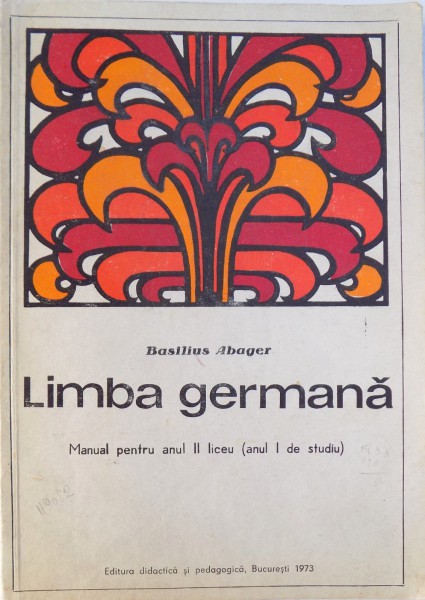 Basilius Abager
Limba germană
Manual pentru anul II liceu (anul I de studiu)
Editura didactică și pedagogică, București 1973